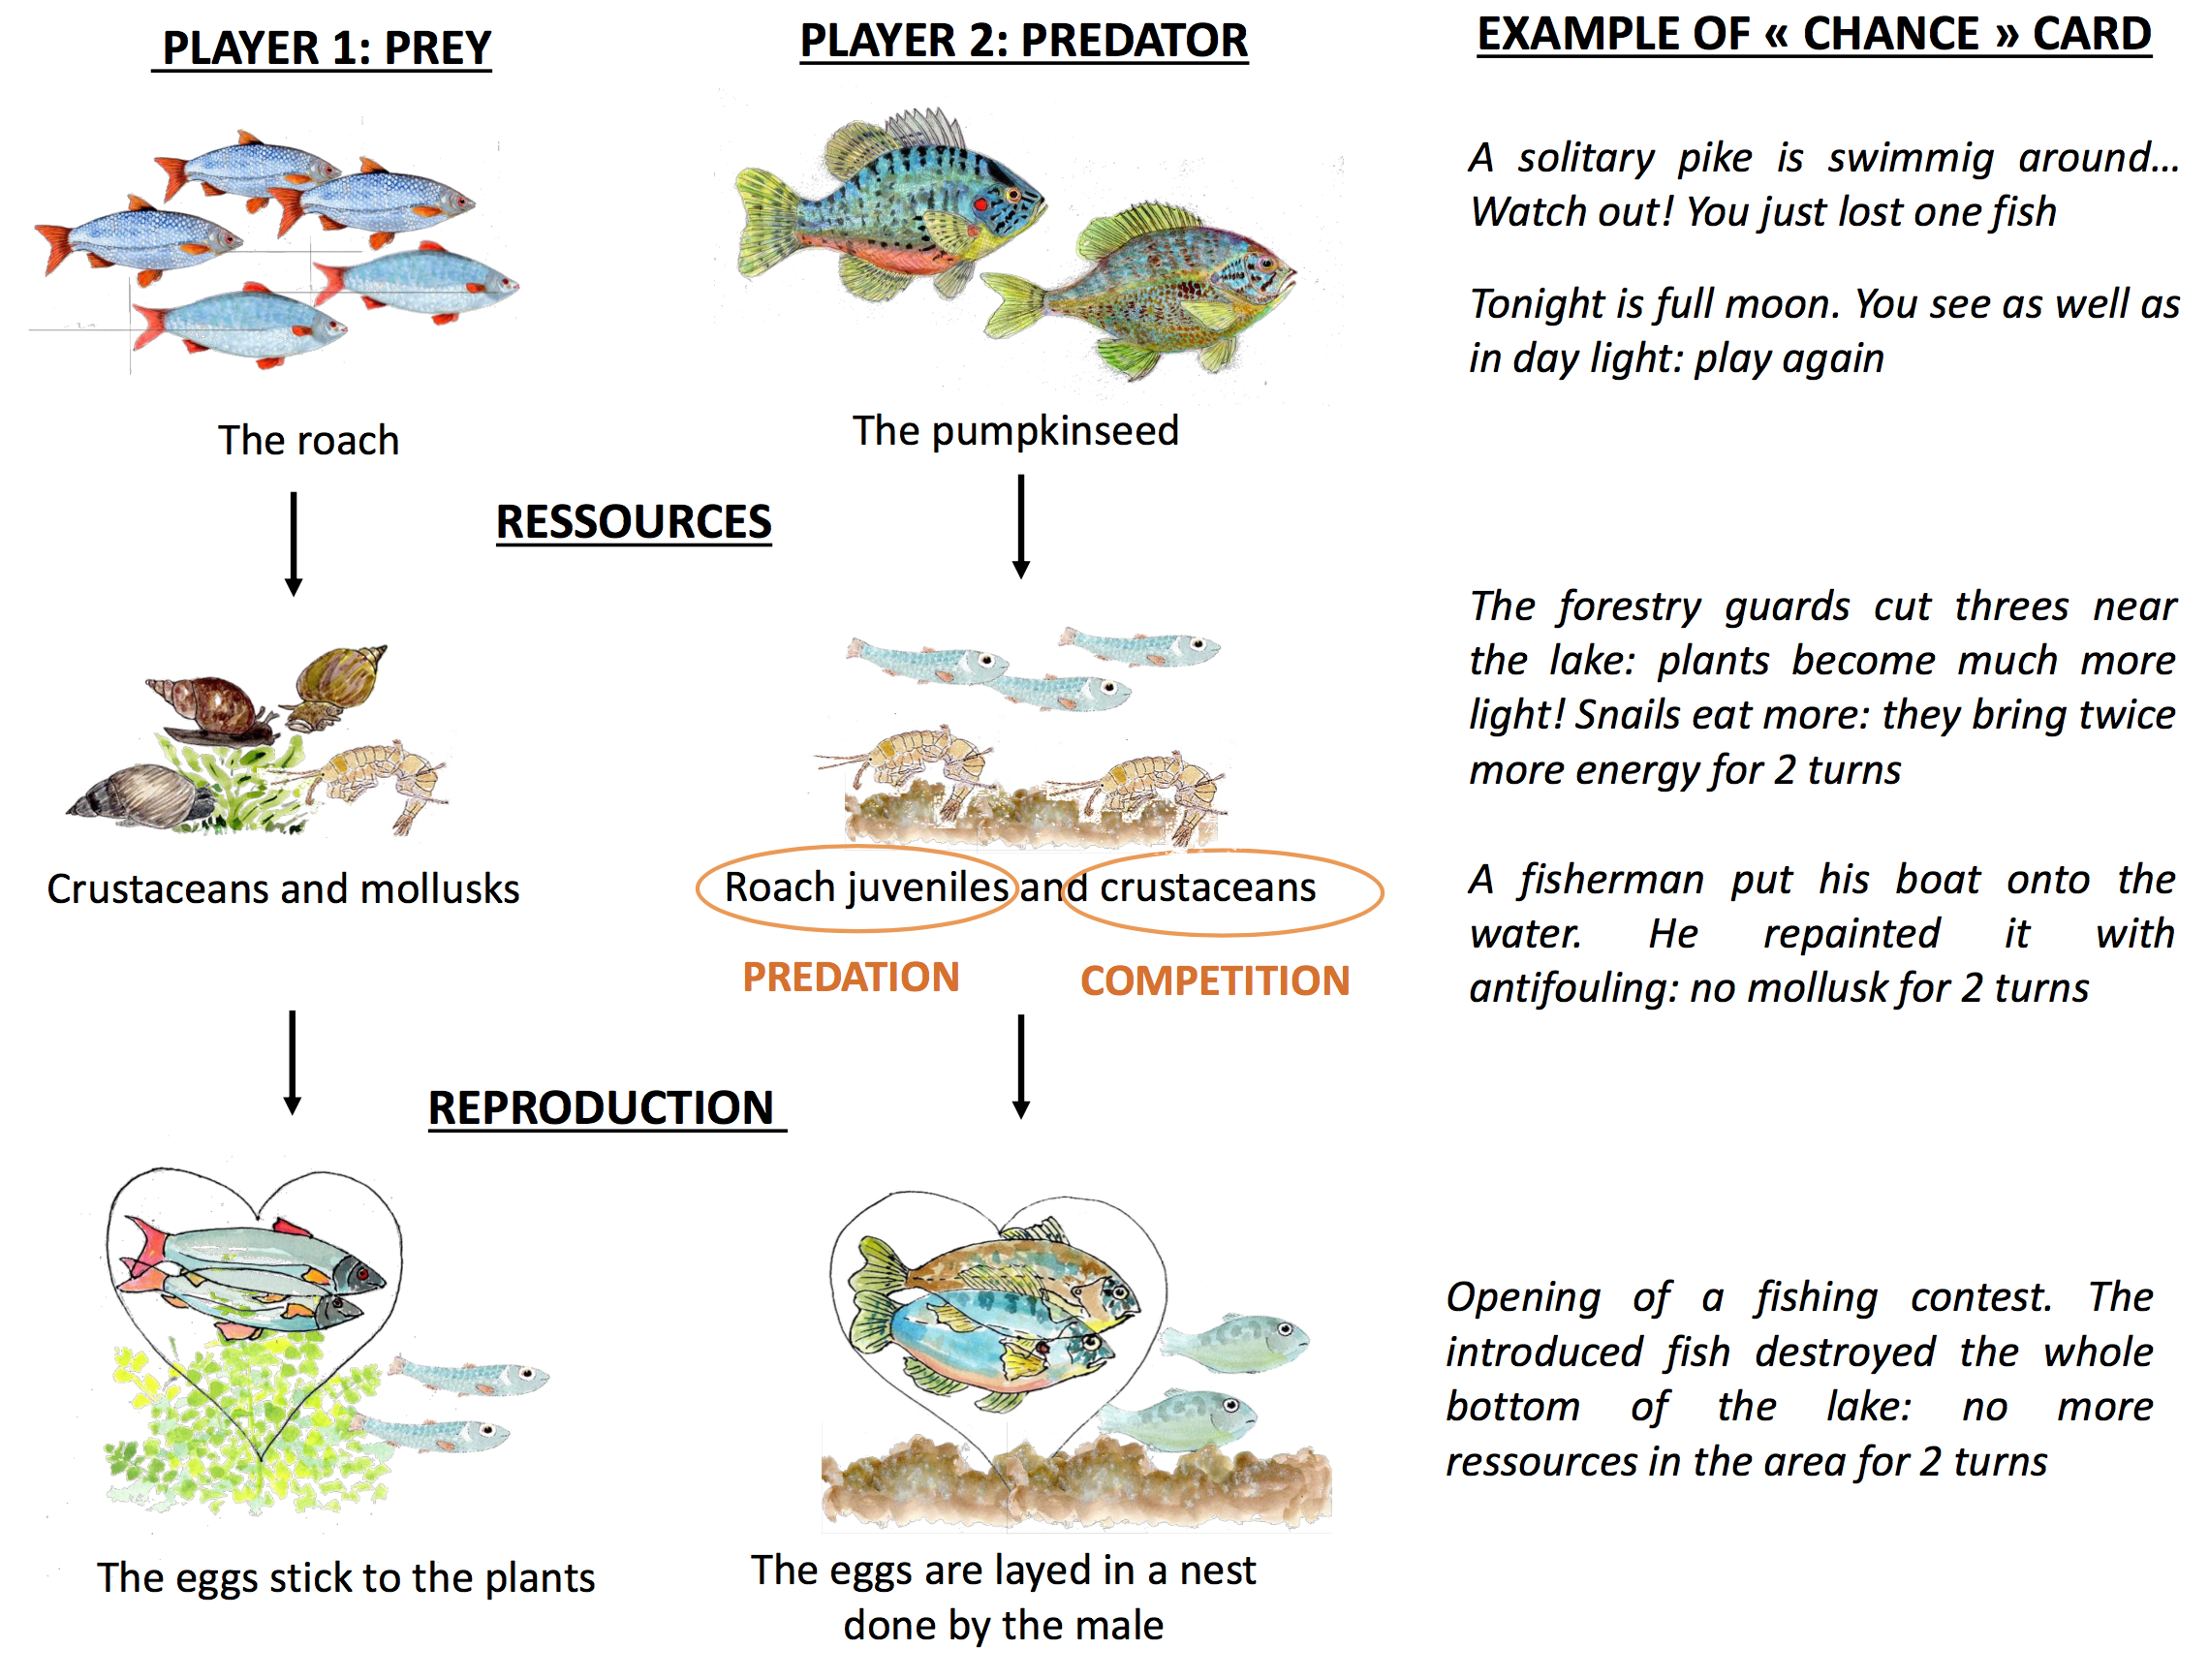 PLAYER 1: PREY
PLAYER 2: PREDATOR
EXAMPLE OF « CHANCE » CARD
The roach
The pumpkinseed
A solitary pike is swimmig around...
Watch out! You just lost one fish
Tonight is full moon. You see as well as
in day light: play again
RESSOURCES
Crustaceans and mollusks
Roach juveniles and crustaceans
PREDATION
COMPETITION
The forestry guards cut threes near
the lake: plants become much more
light! Snails eat more: they bring twice
more energy for 2 turns
A fisherman put his boat onto the
water. He repainted it with
antifouling: no mollusk for 2 turns
REPRODUCTION
The eggs stick to the plants
The eggs are layed in a nest
done by the male
Opening of a fishing contest. The
introduced fish destroyed the whole
bottom of the lake: no more
ressources in the area for 2 turns